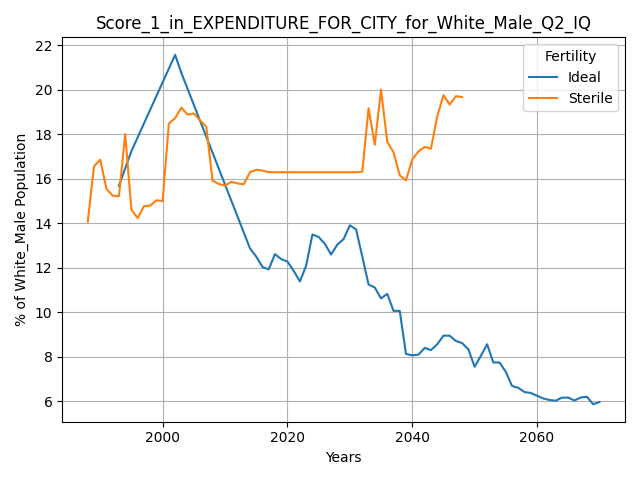 Score_1_in_EXPENDITURE_FOR_CITY_for_White_Male_Q2_IQ
% of White_Male Population
22
20
18
16
14
12
10
8
6
Fertility
Ideal
Sterile
2000
2020
2040
2060
Years